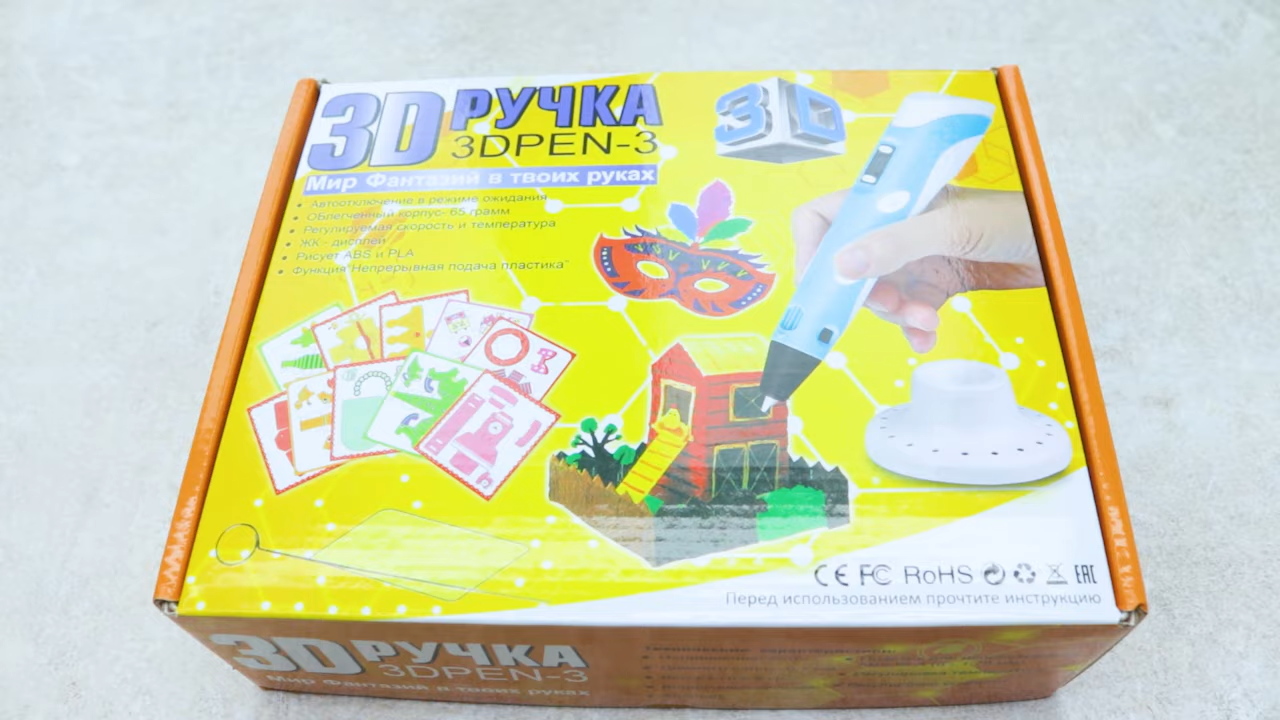 3D РУЧКА
3DPEN-3
Мир Фантазий в твоих руках
• Автоотключение в режиме ожидания
• Облегченный корпус- 65 грамм
• Регулируемая скорость и температура
• ЖК - дисплей
• Рисует ABS и PLA
• Функция"Непрерывная подача пластика"
3D
CE FC RoHS EAC
Перед использованием прочтите инструкцию
3D РУЧКА
3DPEN-3
Мир Фантазий в твоих руках